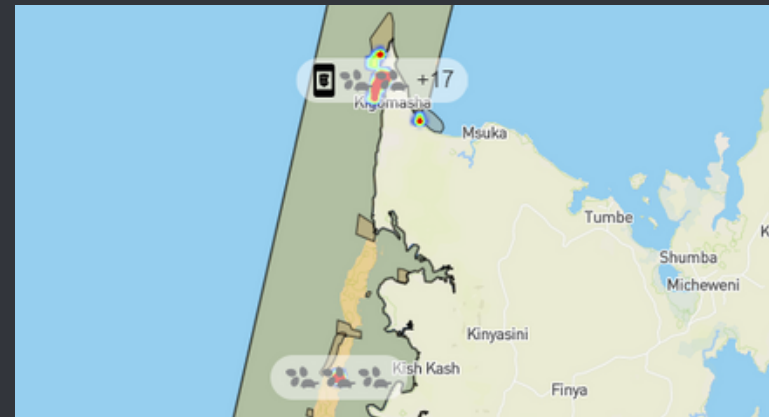 +17
Kigomasha
Msuka
Tumbe
Shumba
Micheweni
Kinyasini
Kish Kash
Finya